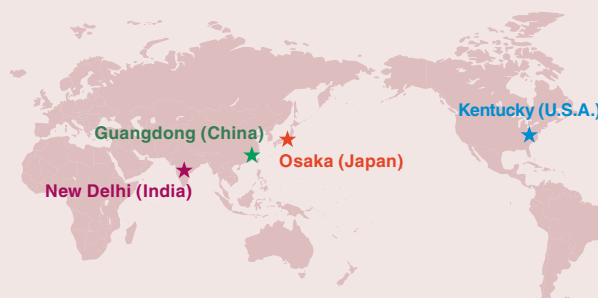 Kentucky (U.S.A.)
Guangdong (China)
Osaka (Japan)
New Delhi (India)